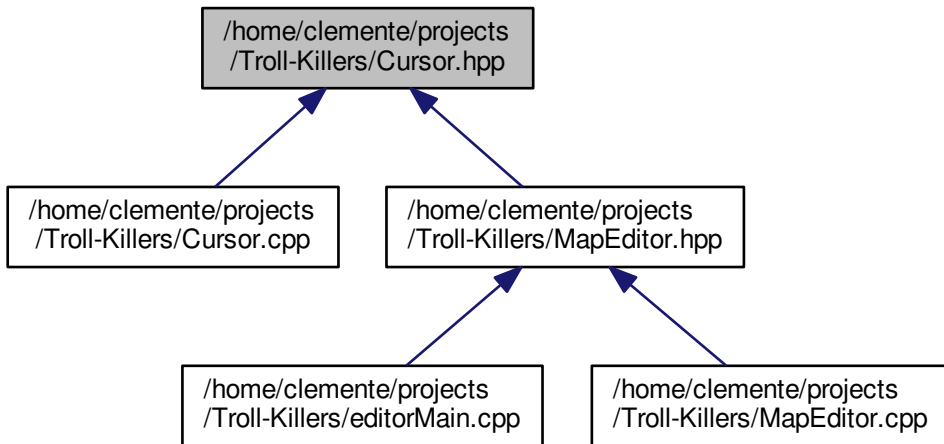 /home/clemente/projects
/Troll-Killers/Cursor.hpp
/home/clemente/projects
/Troll-Killers/Cursor.cpp
/home/clemente/projects
/Troll-Killers/MapEditor.hpp
/home/clemente/projects
/Troll-Killers/editorMain.cpp
/home/clemente/projects
/Troll-Killers/MapEditor.cpp